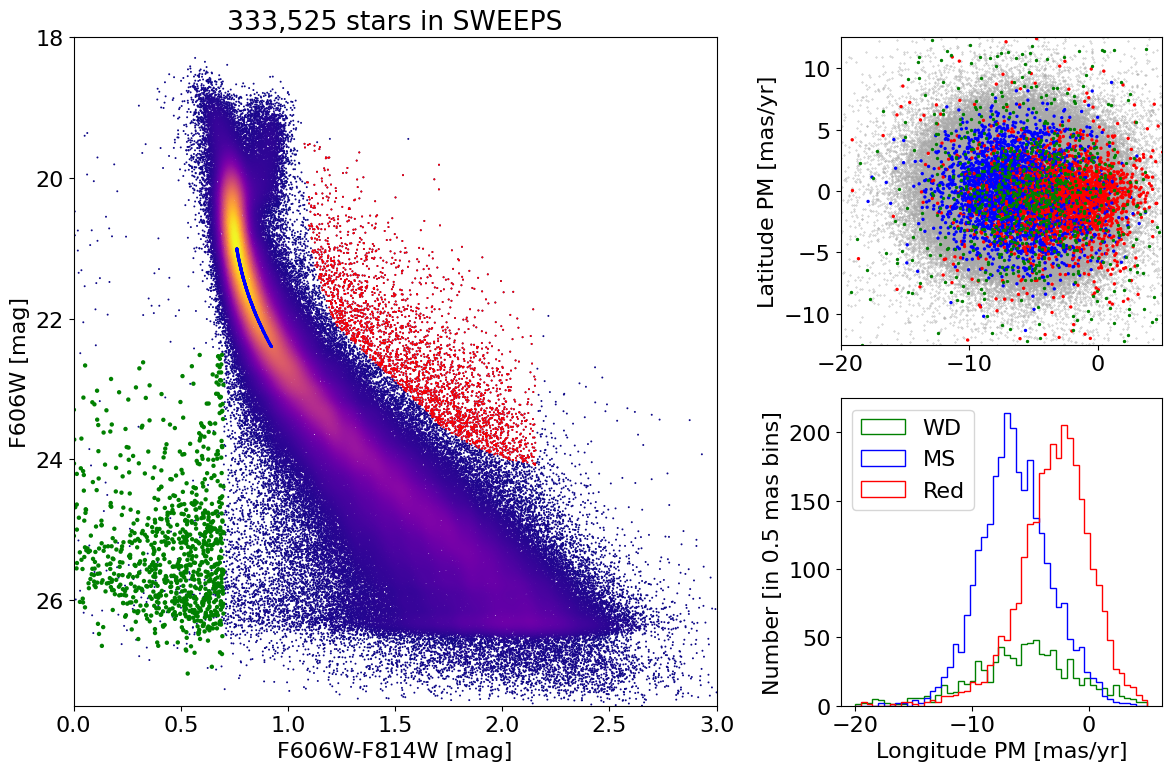 333,525 stars in SWEEPS
18
20
22
24
26
F606W [mag]
0.0 0.5 1.0 1.5 2.0 2.5 3.0
F606W-F814W [mag]
10
5
0
−5
−10
Latitude PM [mas/yr]
−20 −10 0
200
150
100
50
0
Number [in 0.5 mas bins]
WD
MS
Red
−20 −10 0
Longitude PM [mas/yr]